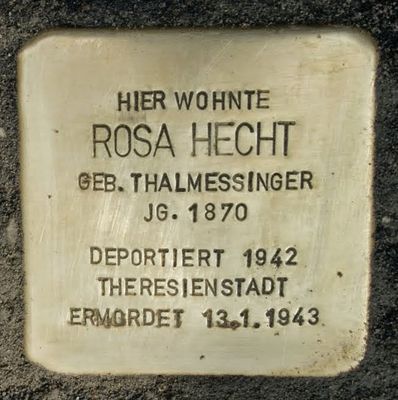 HIER WOHNTE
ROSA HECHT
GEB. THALMESSINGER
JG. 1870
DEPORTIERT 1942
THERESIENSTADT
ERMORDET 13.1.1943